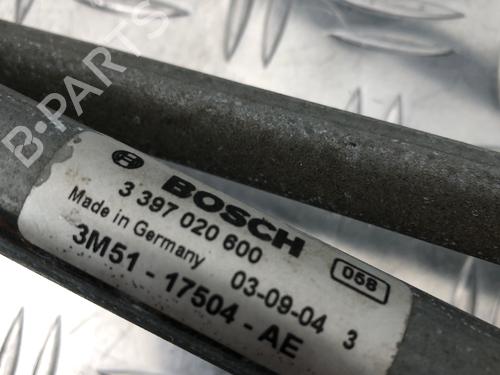 B-PARTS
BOSCH
3 397 020 600
Made in Germany
03-09-04 3
058
3M51-17504-AE